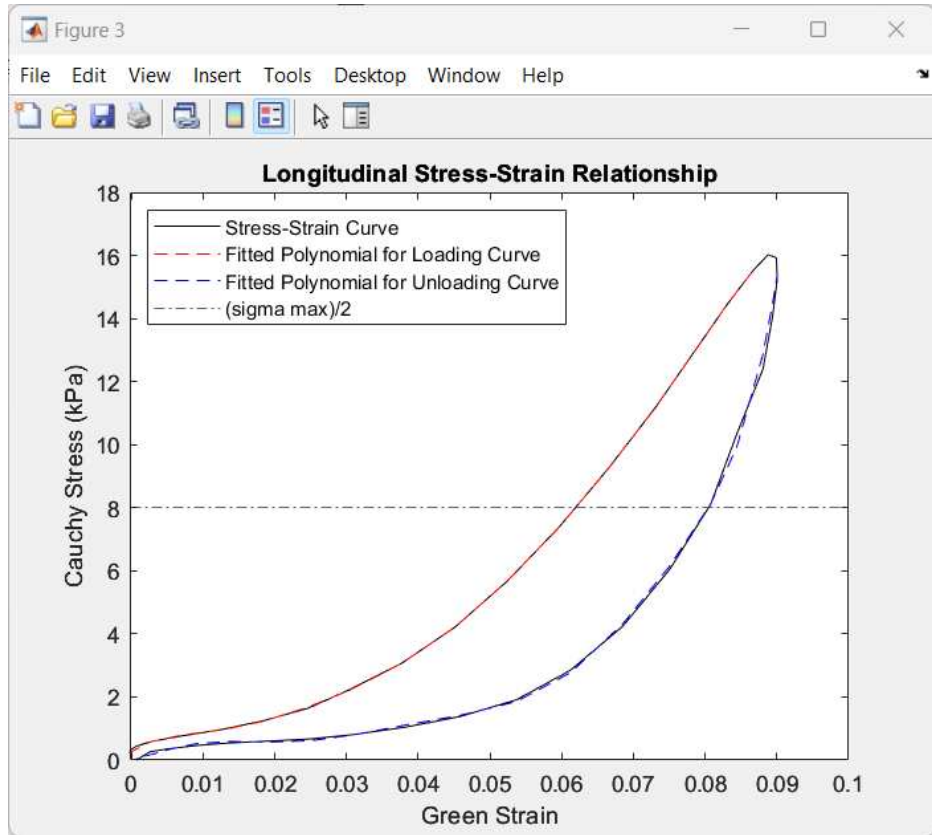 Figure 3
File Edit View Insert Tools Desktop Window Help
Longitudinal Stress-Strain Relationship
Stress-Strain Curve
Fitted Polynomial for Loading Curve
Fitted Polynomial for Unloading Curve
(sigma max)/2
Cauchy Stress (kPa)
18
16
14
12
10
8
6
4
2
0
0 0.01 0.02 0.03 0.04 0.05 0.06 0.07 0.08 0.09 0.1
Green Strain